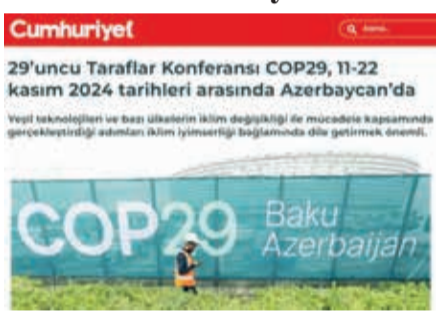 Cumhuriyet
29'uncu Taraflar Konferansı COP29, 11-22
kasım 2024 tarihleri arasında Azerbaycan'da
Yeşil teknolojileri ve bazı ülkelerin iklim değişikliği ile mücadele kapsamında
gerçekleştirdiği adımları iklim iyimserliği bağlamında dile getirmek önemli.
COP29
Baku
Azerbaijan